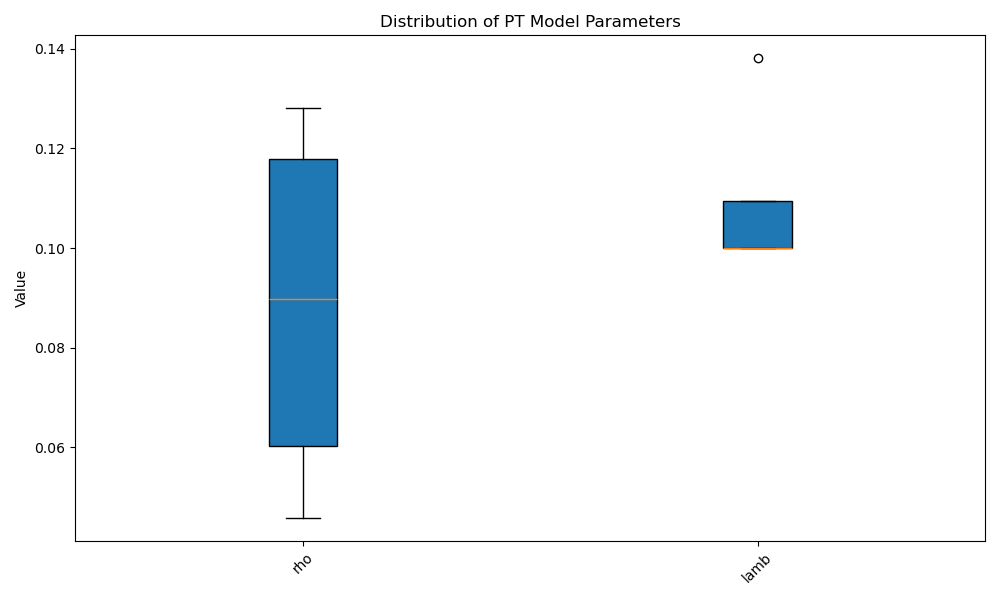 Distribution of PT Model Parameters
0.14
0.12
0.10
0.08
0.06
Value
rho
lamb